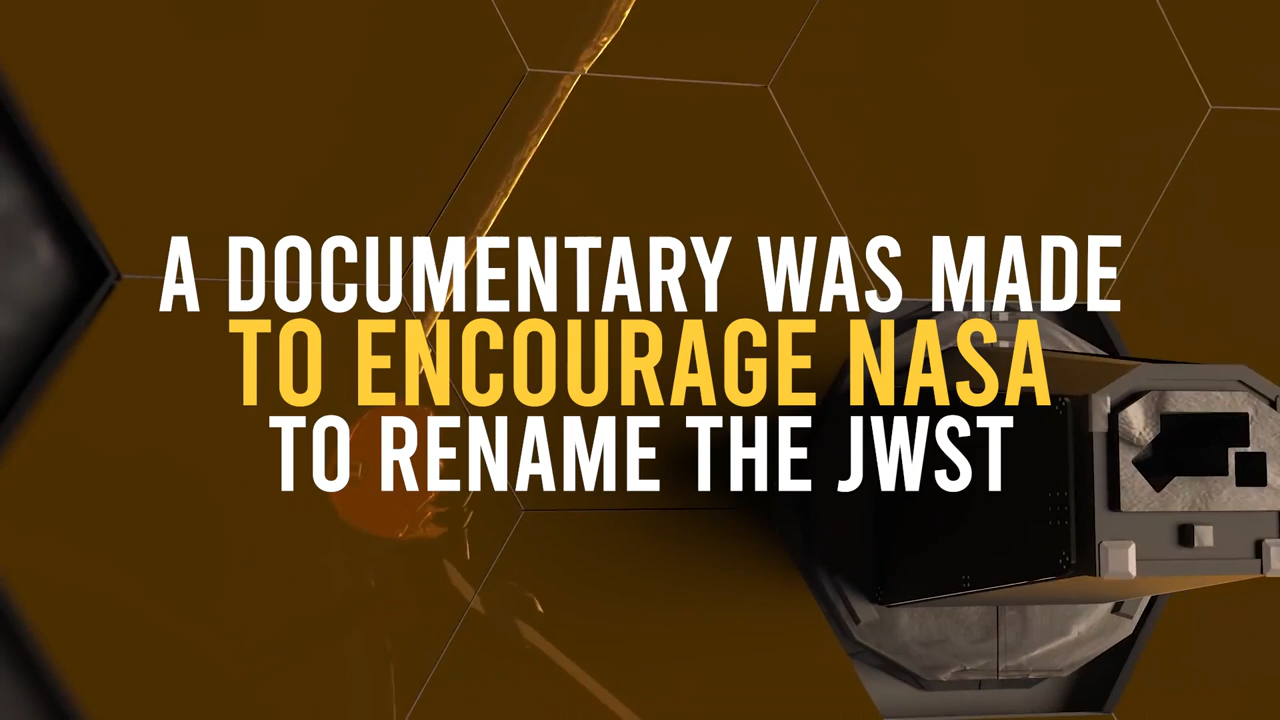 A DOCUMENTARY WAS MADE
TO ENCOURAGE NASA
TO RENAME THE JWST